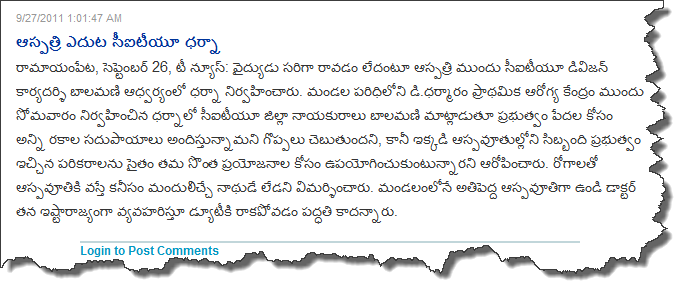 9/27/2011 1:01:47 AM
ఆస్పత్రి ఎదుట సీఐటీయూ ధర్నా
రామాయంపేట, సెప్టెంబర్ 26, టీ న్యూస్: వైద్యుడు సరిగా రావడం లేదంటూ ఆస్పత్రి ముందు సీఐటీయూ డివిజన్
కార్యదర్శి బాలమణి ఆధ్వర్యంలో ధర్నా నిర్వహించారు. మండల పరిధిలోని డి.ధర్మారం ప్రాథమిక ఆరోగ్య కేంద్రం ముందు
సోమవారం నిర్వహించిన ధర్నాలో సీఐటీయూ జిల్లా నాయకురాలు బాలమణి మాట్లాడుతూ ప్రభుత్వం పేదల కోసం
అన్ని రకాల సదుపాయాలు అందిస్తున్నామని గొప్పలు చెబుతుందని, కానీ ఇక్కడి ఆస్పవూతుల్లోని సిబ్బంది ప్రభుత్వం
ఇచ్చిన పరికరాలను సైతం తమ సొంత ప్రయోజనాల కోసం ఉపయోగించుకుంటున్నారని ఆరోపించారు. రోగాలతో
ఆస్పవూతికి వస్తే కనీసం మందులిచ్చే నాథుడే లేడని విమర్శించారు. మండలంలోనే అతిపెద్ద ఆస్పవూతిగా ఉండి డాక్టర్
తన ఇష్టారాజ్యంగా వ్యవహరిస్తూ డ్యూటీకి రాకపోవడం పద్ధతి కాదన్నారు.
Login to Post Comments